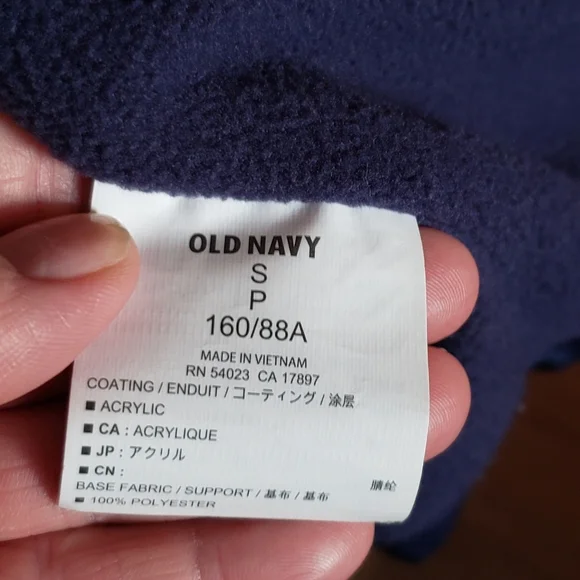 OLD NAVY
S
P
160/88A
MADE IN VIETNAM
RN 54023 CA 17897
COATING / ENDUIT / コーティング / 涂层
■ ACRYLIC
■ CA : ACRYLIQUE
■ JP : アクリル
■ CN :
腈纶
BASE FABRIC / SUPPORT / 基布 / 基布
■ 100% POLYESTER